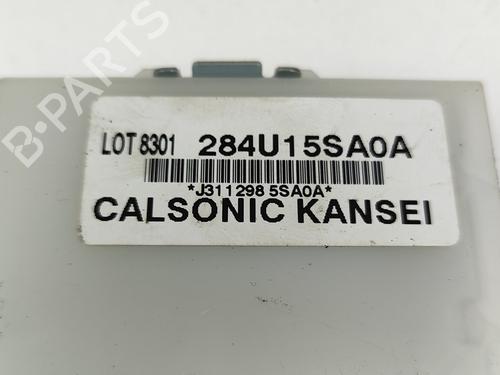 LOT 8301 284U15SA0A
*J311298 5SA0A*
CALSONIC KANSEI
B-PARTS